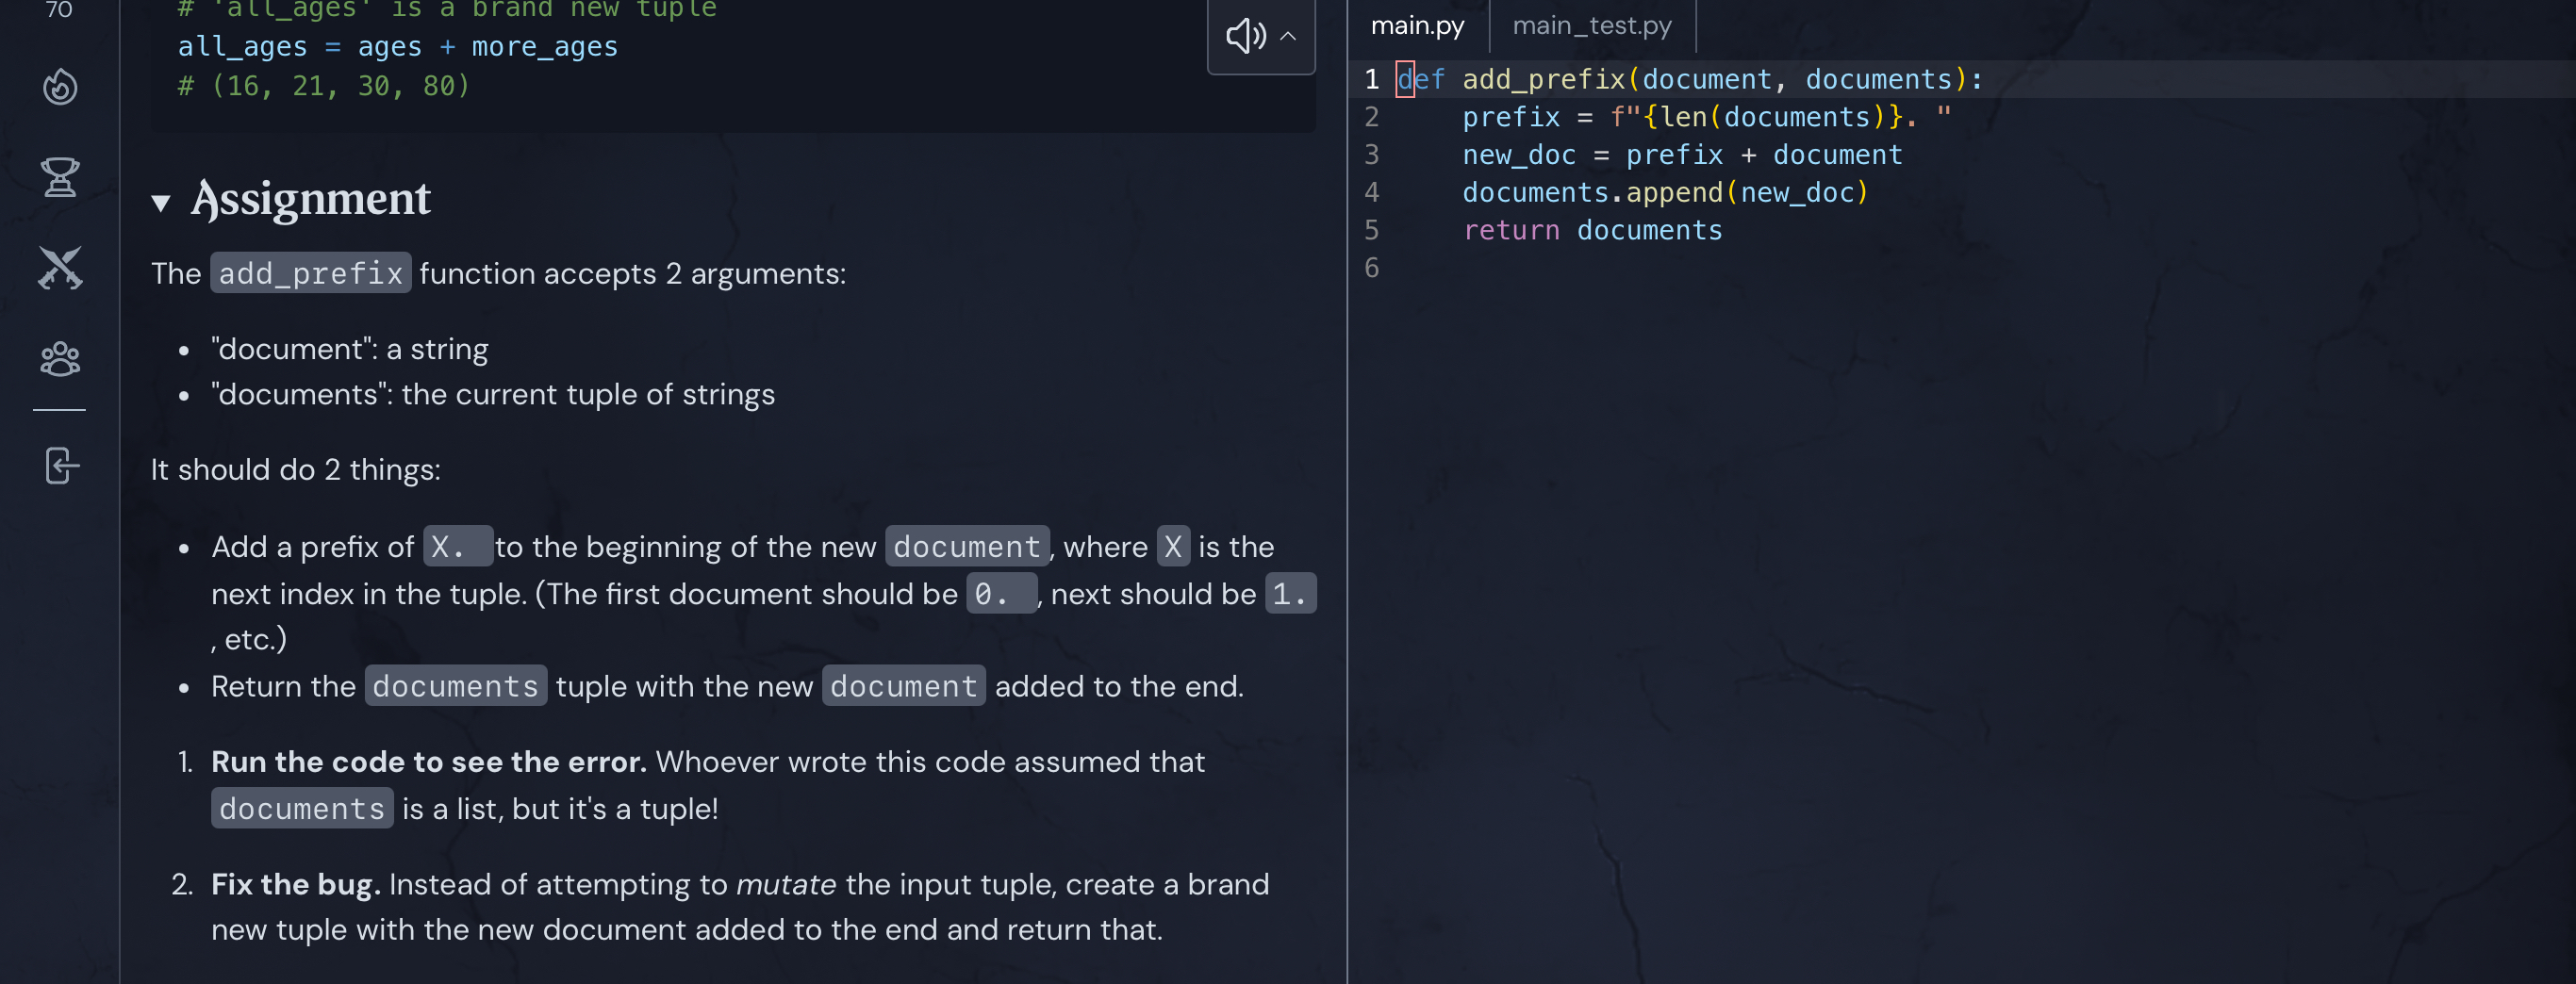 70
# 'all_ages' is a brand new tuple
all_ages = ages + more_ages
# (16, 21, 30, 80)
Assignment
The add_prefix function accepts 2 arguments:
• "document": a string
• "documents": the current tuple of strings
It should do 2 things:
• Add a prefix of X. to the beginning of the new document, where X is the
next index in the tuple. (The first document should be 0. , next should be 1.
, etc.)
• Return the documents tuple with the new document added to the end.
1. Run the code to see the error. Whoever wrote this code assumed that
documents is a list, but it's a tuple!
2. Fix the bug. Instead of attempting to mutate the input tuple, create a brand
new tuple with the new document added to the end and return that.
main.py
main_test.py
1 def add_prefix(document, documents):
2     prefix = f"{len(documents)}. "
3     new_doc = prefix + document
4     documents.append(new_doc)
5     return documents
6